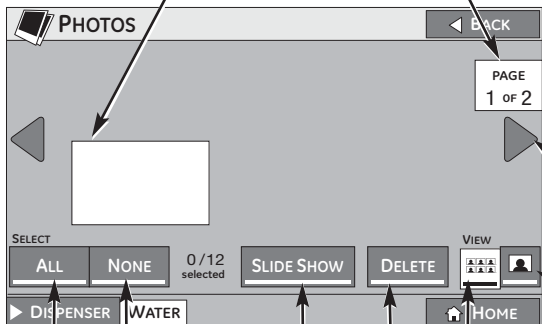 PHOTOS
BACK
PAGE
1 OF 2
SELECT
VIEW
ALL
NONE
0/12
selected
SLIDE SHOW
DELETE
DISPENSER
WATER
HOME